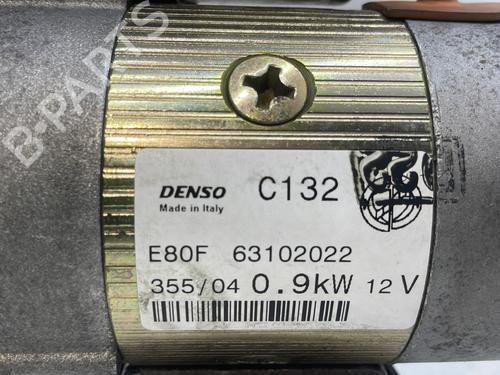 B-PARTS
DENSO C132
Made in Italy
E80F 63102022
355/04 0.9kW 12 V